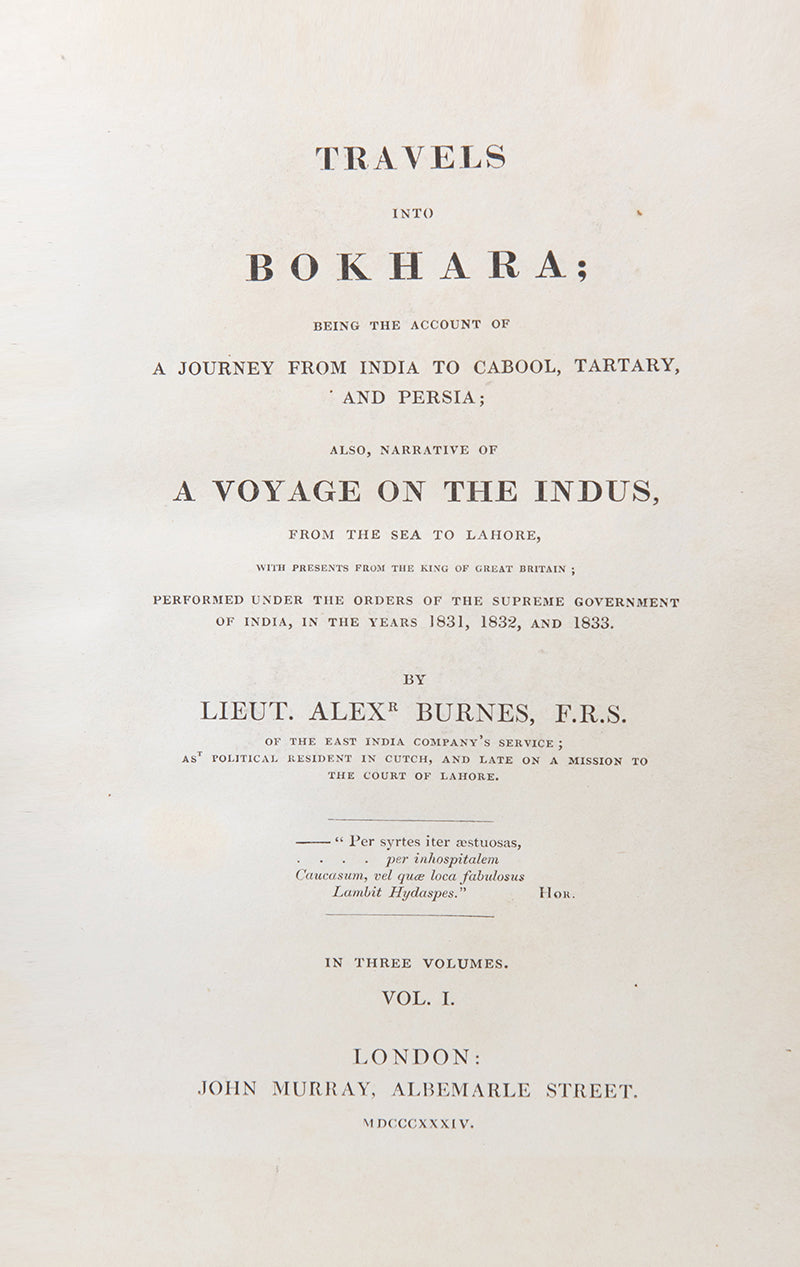 TRAVELS
INTO
BOKHARA;
BEING THE ACCOUNT OF
A JOURNEY FROM INDIA TO CABOOL, TARTARY,
AND PERSIA;
ALSO, NARRATIVE OF
A VOYAGE ON THE INDUS,
FROM THE SEA TO LAHORE,
WITH PRESENTS FROM THE KING OF GREAT BRITAIN;
PERFORMED UNDER THE ORDERS OF THE SUPREME GOVERNMENT
OF INDIA, IN THE YEARS 1831, 1832, AND 1833.
BY
LIEUT. ALEXR BURNES, F.R.S.
OF THE EAST INDIA COMPANY'S SERVICE;
AST POLITICAL RESIDENT IN CUTCH, AND LATE ON A MISSION TO
THE COURT OF LAHORE.
—— "Per syrtes iter æstuosas,
. . . . per inhospitalem
Caucasum, vel quæ loca fabulosus
Lambit Hydaspes." HOR.
IN THREE VOLUMES.
VOL. I.
LONDON:
JOHN MURRAY, ALBEMARLE STREET.
MDCCCXXXIV.